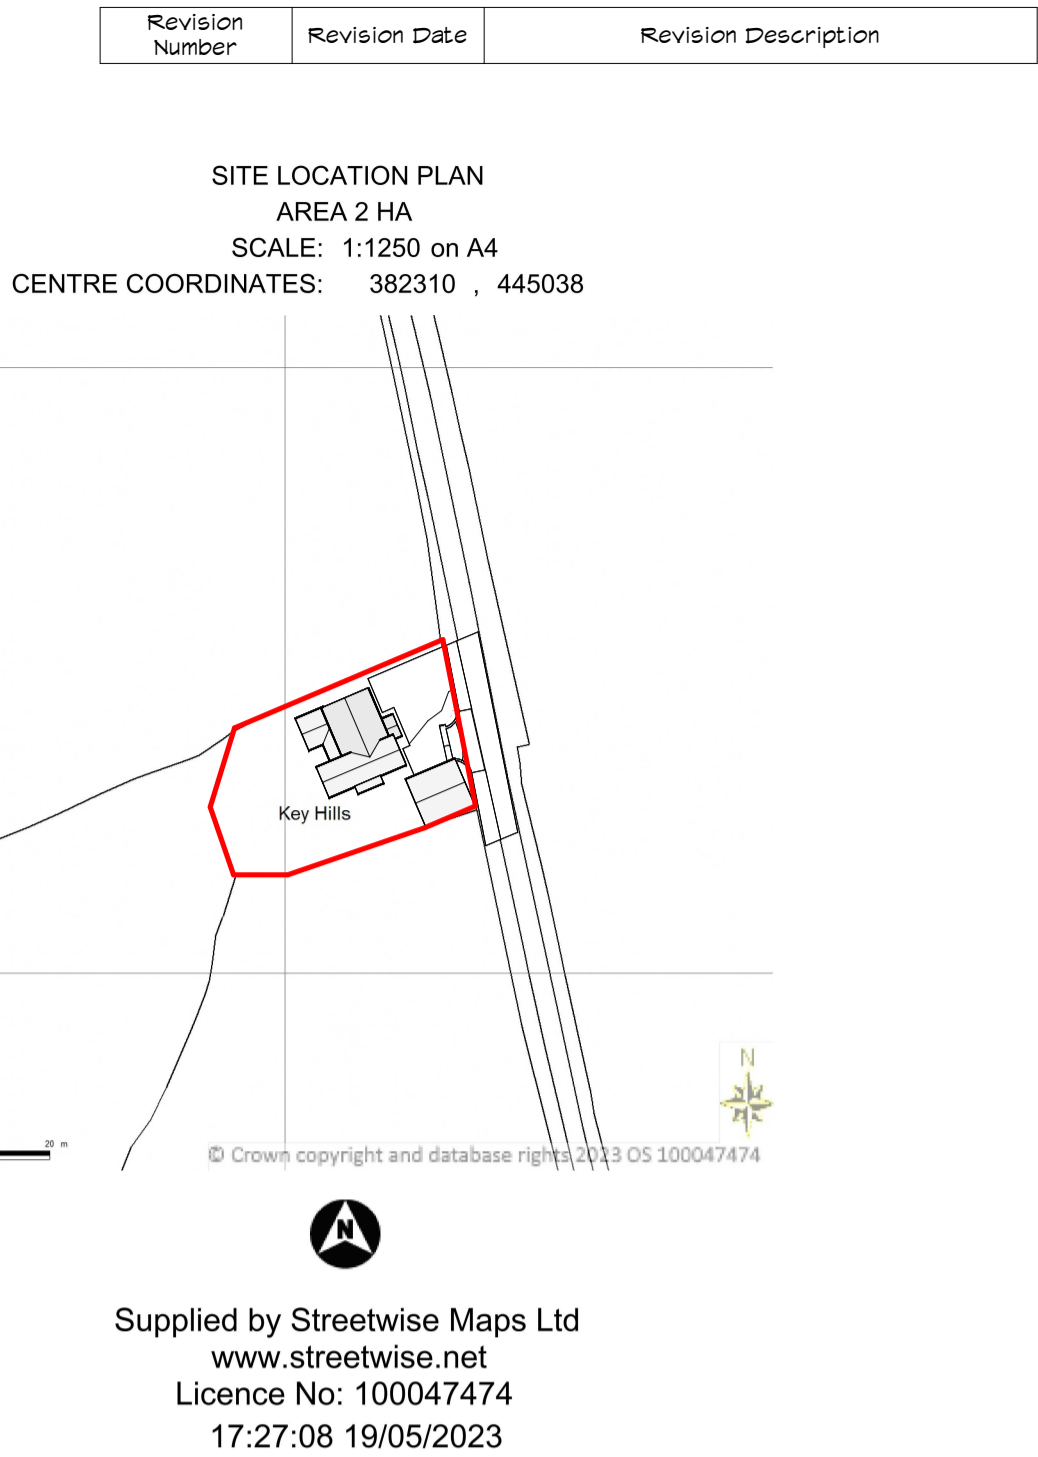 Revision
Number
Revision Date
Revision Description
SITE LOCATION PLAN
AREA 2 HA
SCALE: 1:1250 on A4
CENTRE COORDINATES: 382310 , 445038
Key Hills
N
20 m
© Crown copyright and database rights 2023 OS 100047474
N
Supplied by Streetwise Maps Ltd
www.streetwise.net
Licence No: 100047474
17:27:08 19/05/2023